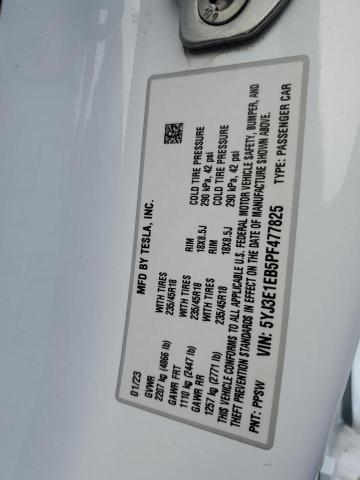 100
MFD BY TESLA, INC.
01/23
GVWR
2207 kg (4866 lb)
GAWR FRT WITH TIRES RIM COLD TIRE PRESSURE
1110 kg (2447 lb) 235/45R18 18X8.5J 290 kPa, 42 psi
GAWR RR WITH TIRES RIM COLD TIRE PRESSURE
1257 kg (2771 lb) 235/45R18 18X8.5J 290 kPa, 42 psi
THIS VEHICLE CONFORMS TO ALL APPLICABLE U.S. FEDERAL MOTOR VEHICLE SAFETY, BUMPER, AND
THEFT PREVENTION STANDARDS IN EFFECT ON THE DATE OF MANUFACTURE SHOWN ABOVE.
VIN: 5YJ3E1EB5PF477825 TYPE: PASSENGER CAR
PNT: PPSW